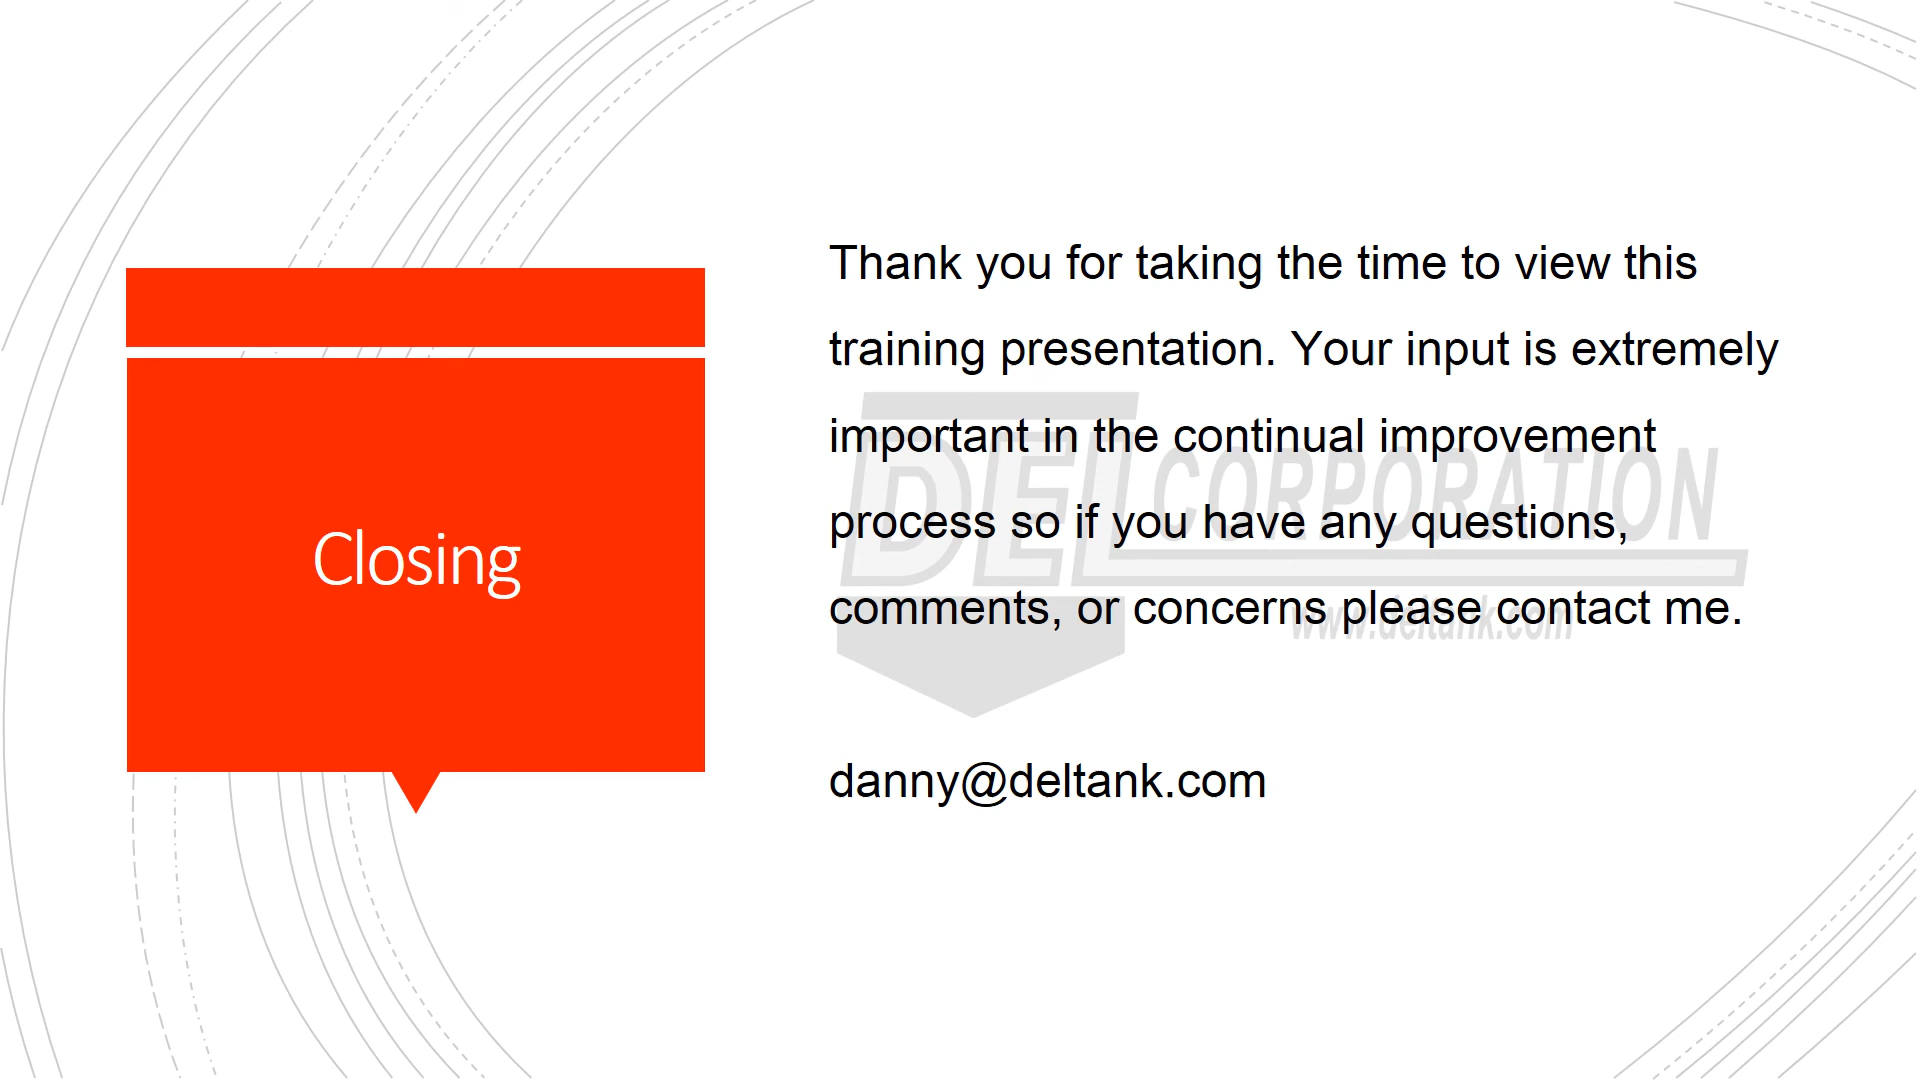 Closing
Thank you for taking the time to view this
training presentation. Your input is extremely
important in the continual improvement
process so if you have any questions,
comments, or concerns please contact me.
danny@deltank.com
DEL CORPORATION
www.deltank.com